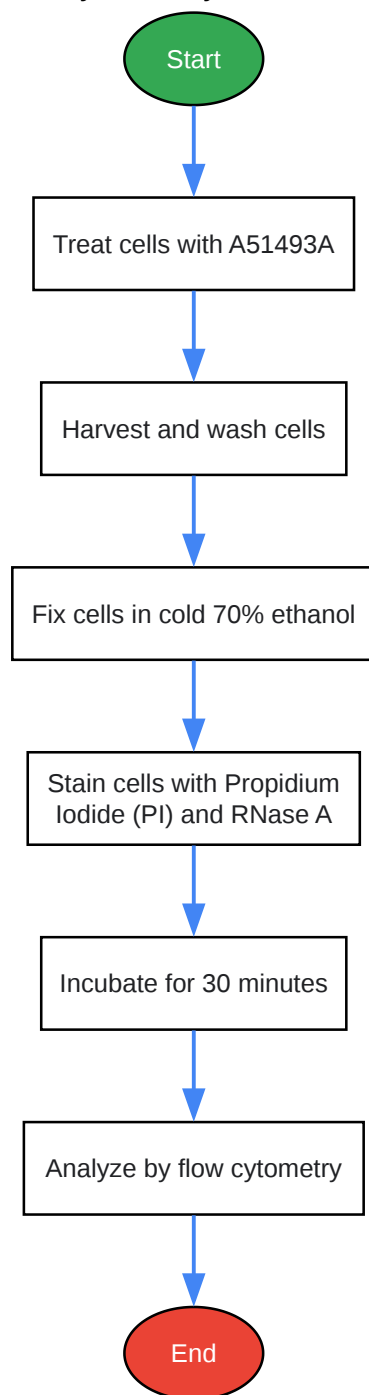 Start
Treat cells with A51493A
Harvest and wash cells
Fix cells in cold 70% ethanol
Stain cells with Propidium
Iodide (PI) and RNase A
Incubate for 30 minutes
Analyze by flow cytometry
End